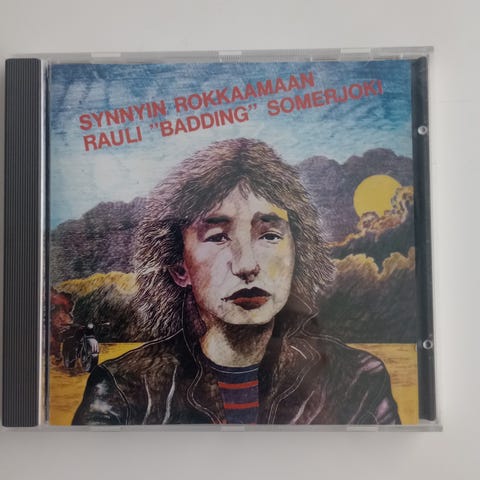 SYNNYIN ROKKAAMAAN
RAULI "BADDING" SOMERJOKI